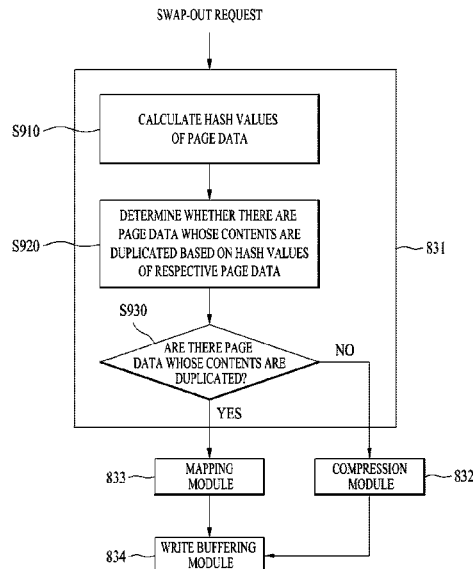 SWAP-OUT REQUEST
S910
CALCULATE HASH VALUES
OF PAGE DATA
S920
DETERMINE WHETHER THERE ARE
PAGE DATA WHOSE CONTENTS ARE
DUPLICATED BASED ON HASH VALUES
OF RESPECTIVE PAGE DATA
831
S930
ARE THERE PAGE
DATA WHOSE CONTENTS ARE
DUPLICATED?
NO
YES
833
MAPPING
MODULE
COMPRESSION
MODULE
832
834
WRITE BUFFERING
MODULE